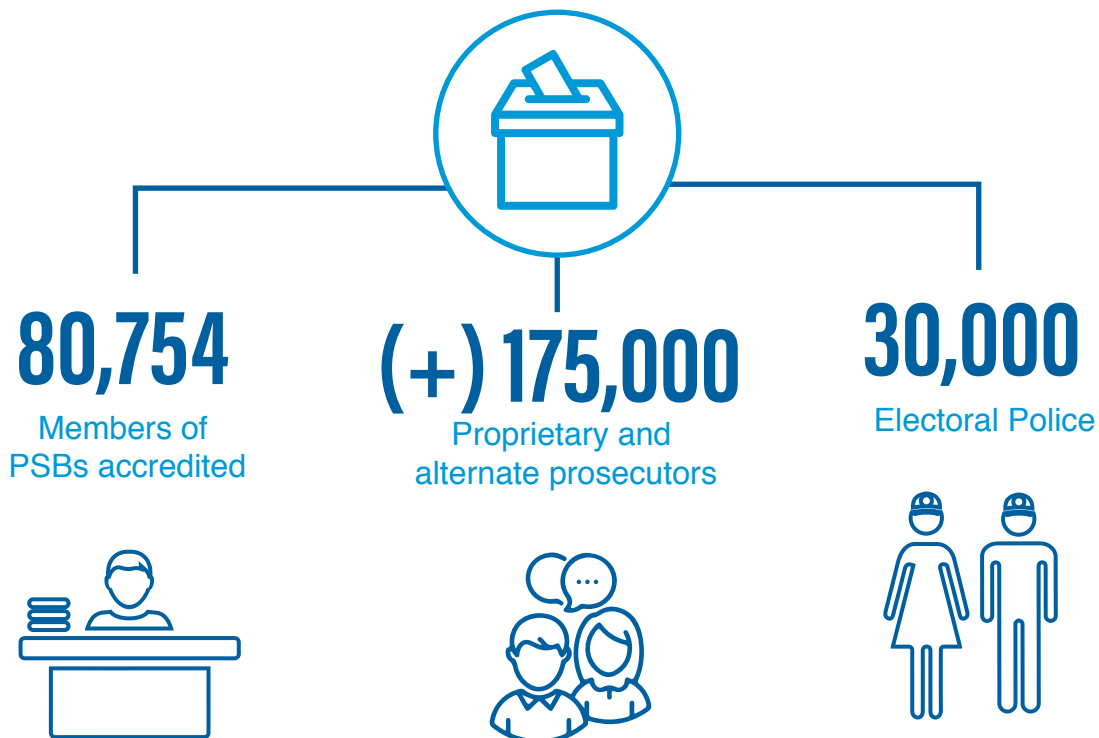 80,754
Members of
PSBs accredited
(+) 175,000
Proprietary and
alternate prosecutors
30,000
Electoral Police